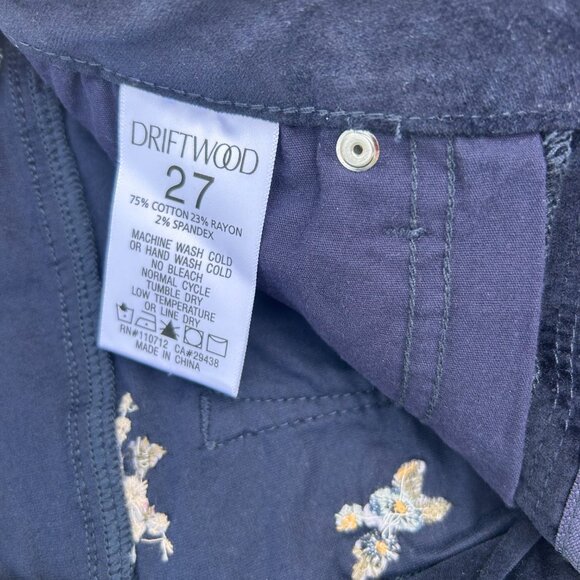 DRIFTWOOD
27
75% COTTON 23% RAYON
2% SPANDEX
MACHINE WASH COLD
OR HAND WASH COLD
NO BLEACH
NORMAL CYCLE
TUMBLE DRY
LOW TEMPERATURE
OR LINE DRY
RN#110712 CA#29438
MADE IN CHINA